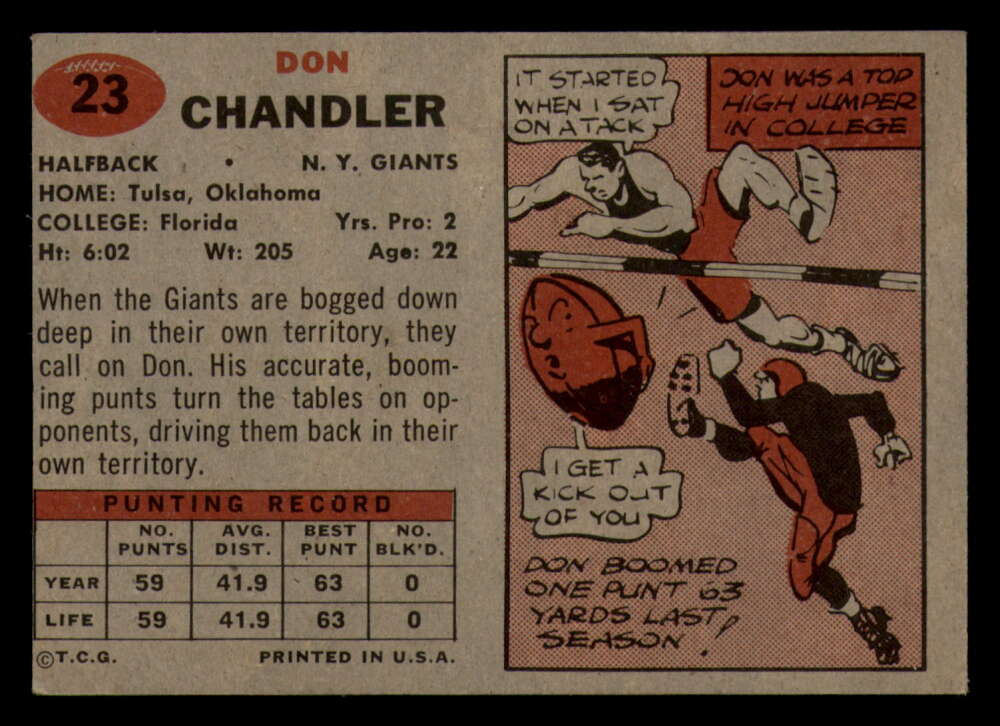 23
DON
CHANDLER
HALFBACK • N. Y. GIANTS
HOME: Tulsa, Oklahoma
COLLEGE: Florida Yrs. Pro: 2
Ht: 6:02 Wt: 205 Age: 22
When the Giants are bogged down
deep in their own territory, they
call on Don. His accurate, boom-
ing punts turn the tables on op-
ponents, driving them back in their
own territory.
PUNTING RECORD
NO. PUNTS AVG. DIST. BEST PUNT NO. BLK'D.
YEAR 59 41.9 63 0
LIFE 59 41.9 63 0
©T.C.G. PRINTED IN U.S.A.
IT STARTED
WHEN I SAT
ON A TACK
DON WAS A TOP
HIGH JUMPER
IN COLLEGE
I GET A
KICK OUT
OF YOU
DON BOOMED
ONE PUNT 63
YARDS LAST
SEASON!